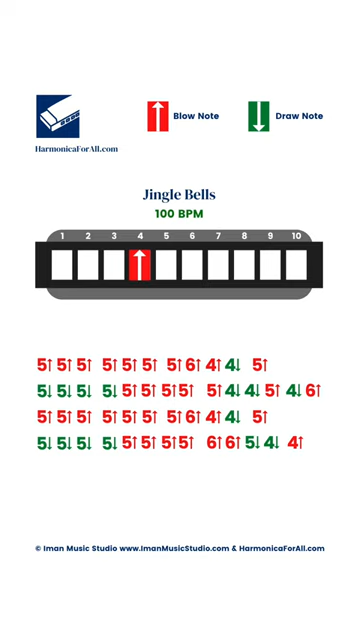 Blow Note Draw Note
HarmonicaForAll.com
Jingle Bells
100 BPM
1 2 3 4 5 6 7 8 9 10
5↑ 5↑ 5↑ 5↑ 5↑ 5↑ 5↑ 6↑ 4↑ 4↓ 5↑
5↓ 5↓ 5↓ 5↓ 5↑ 5↑ 5↑ 5↑ 5↑ 4↓ 4↓ 5↑ 4↓ 6↑
5↑ 5↑ 5↑ 5↑ 5↑ 5↑ 5↑ 6↑ 4↑ 4↓ 5↑
5↓ 5↓ 5↓ 5↓ 5↑ 5↑ 5↑ 5↑ 6↑ 6↑ 5↓ 4↓ 4↑
© Iman Music Studio www.ImanMusicStudio.com & HarmonicaForAll.com